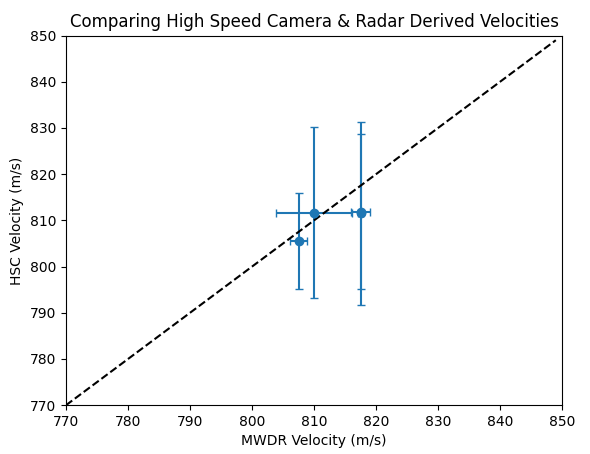 Comparing High Speed Camera & Radar Derived Velocities
850
840
830
820
810
800
790
780
770
HSC Velocity (m/s)
770 780 790 800 810 820 830 840 850
MWDR Velocity (m/s)